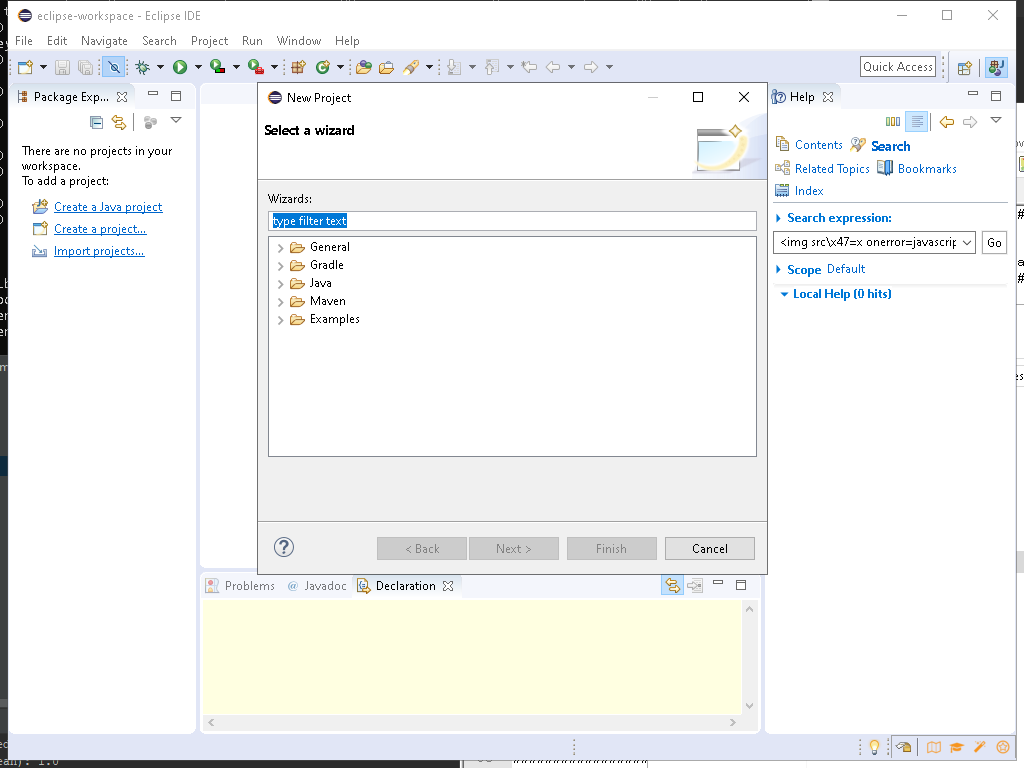 eclipse-workspace - Eclipse IDE
File Edit Navigate Search Project Run Window Help
Quick Access
Package Exp...
There are no projects in your
workspace.
To add a project:
Create a Java project
Create a project...
Import projects...
New Project
Select a wizard
Wizards:
type filter text
General
Gradle
Java
Maven
Examples
< Back Next > Finish Cancel
Help
Contents Search
Related Topics Bookmarks
Index
Search expression:
<img src\x47=x onerror=javascrip Go
Scope Default
Local Help (0 hits)
Problems @ Javadoc Declaration